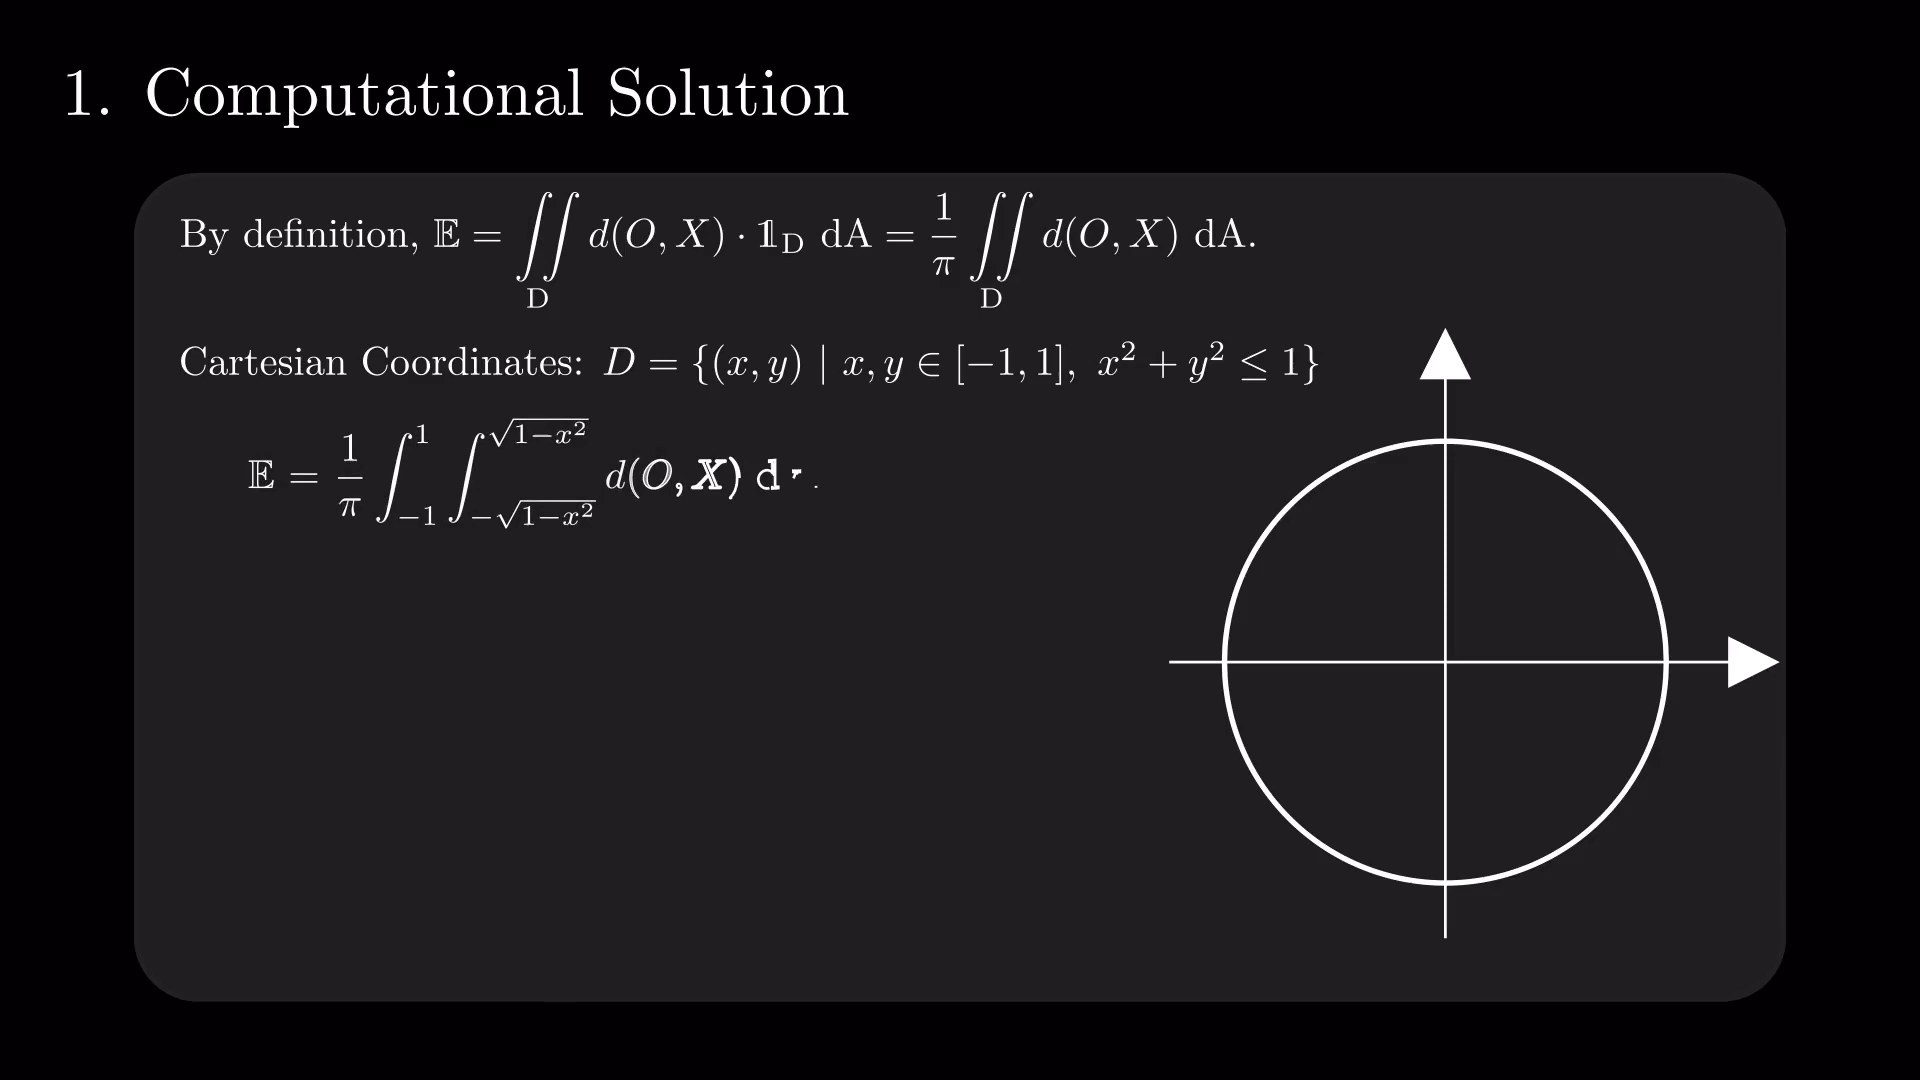 1. Computational Solution
By definition, 𝔼 = ∬_D d(O, X) · 𝟙_D dA = 1/π ∬_D d(O, X) dA.
Cartesian Coordinates: D = {(x, y) | x, y ∈ [−1, 1], x² + y² ≤ 1}
𝔼 = 1/π ∫_{−1}^{1} ∫_{−√(1−x²)}^{√(1−x²)} d(O, X) d